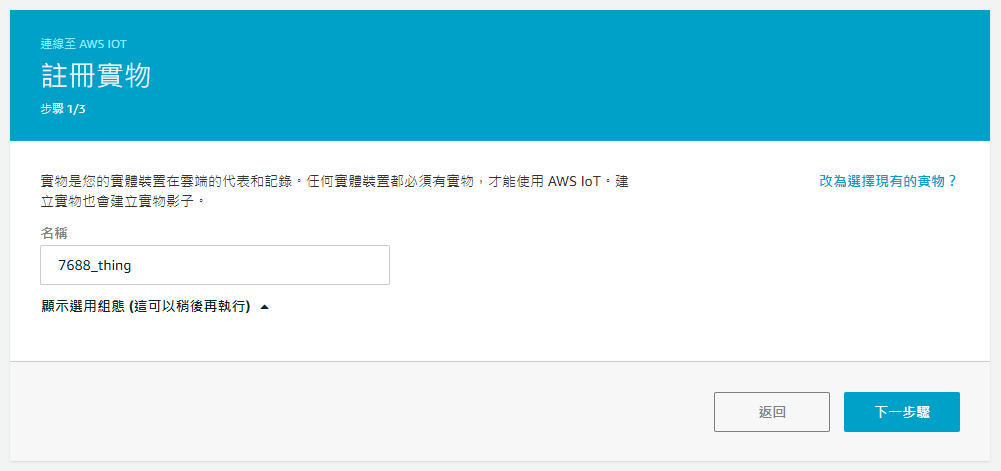 連線至 AWS IOT
註冊實物
步驟 1/3
實物是您的實體裝置在雲端的代表和記錄。任何實體裝置都必須有實物，才能使用 AWS IoT。建
立實物也會建立實物影子。
改為選擇現有的實物？
名稱
7688_thing
顯示選用組態 (這可以稍後再執行)
返回
下一步驟